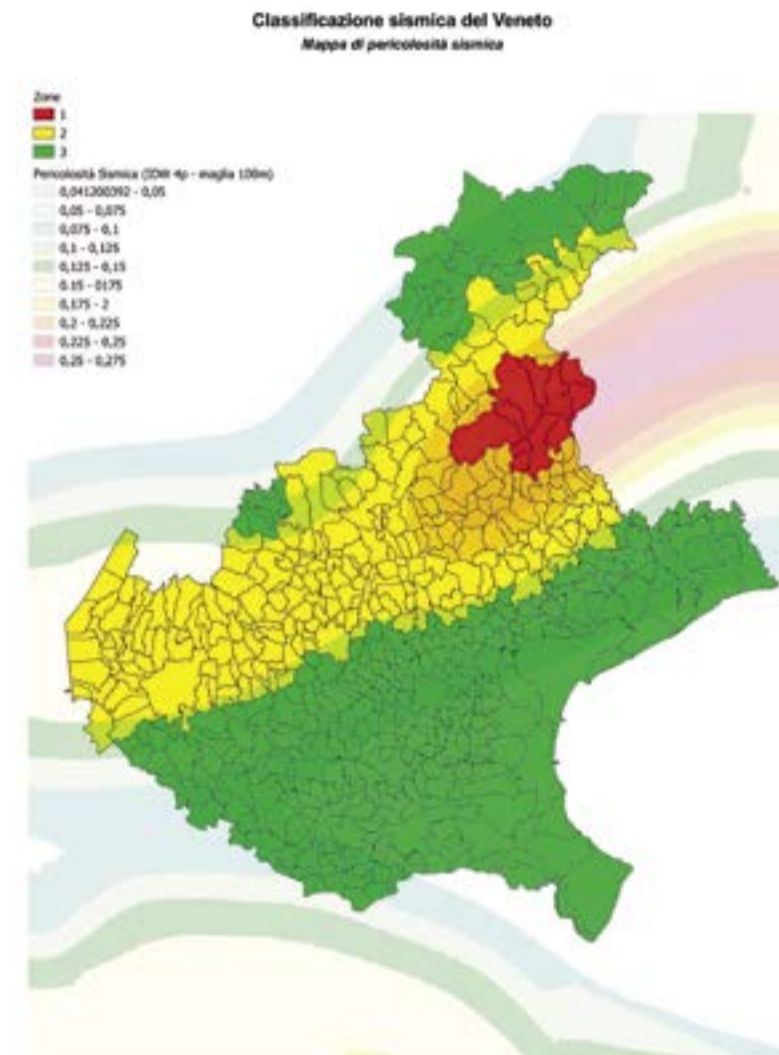 Classificazione sismica del Veneto
Mappa di pericolosità sismica
Zone
1
2
3
Pericolosità Sismica (IDW 4p - maglia 100m)
0,041200392 - 0,05
0,05 - 0,075
0,075 - 0,1
0,1 - 0,125
0,125 - 0,15
0.15 - 0175
0,175 - 2
0,2 - 0,225
0,225 - 0,25
0,25 - 0,275